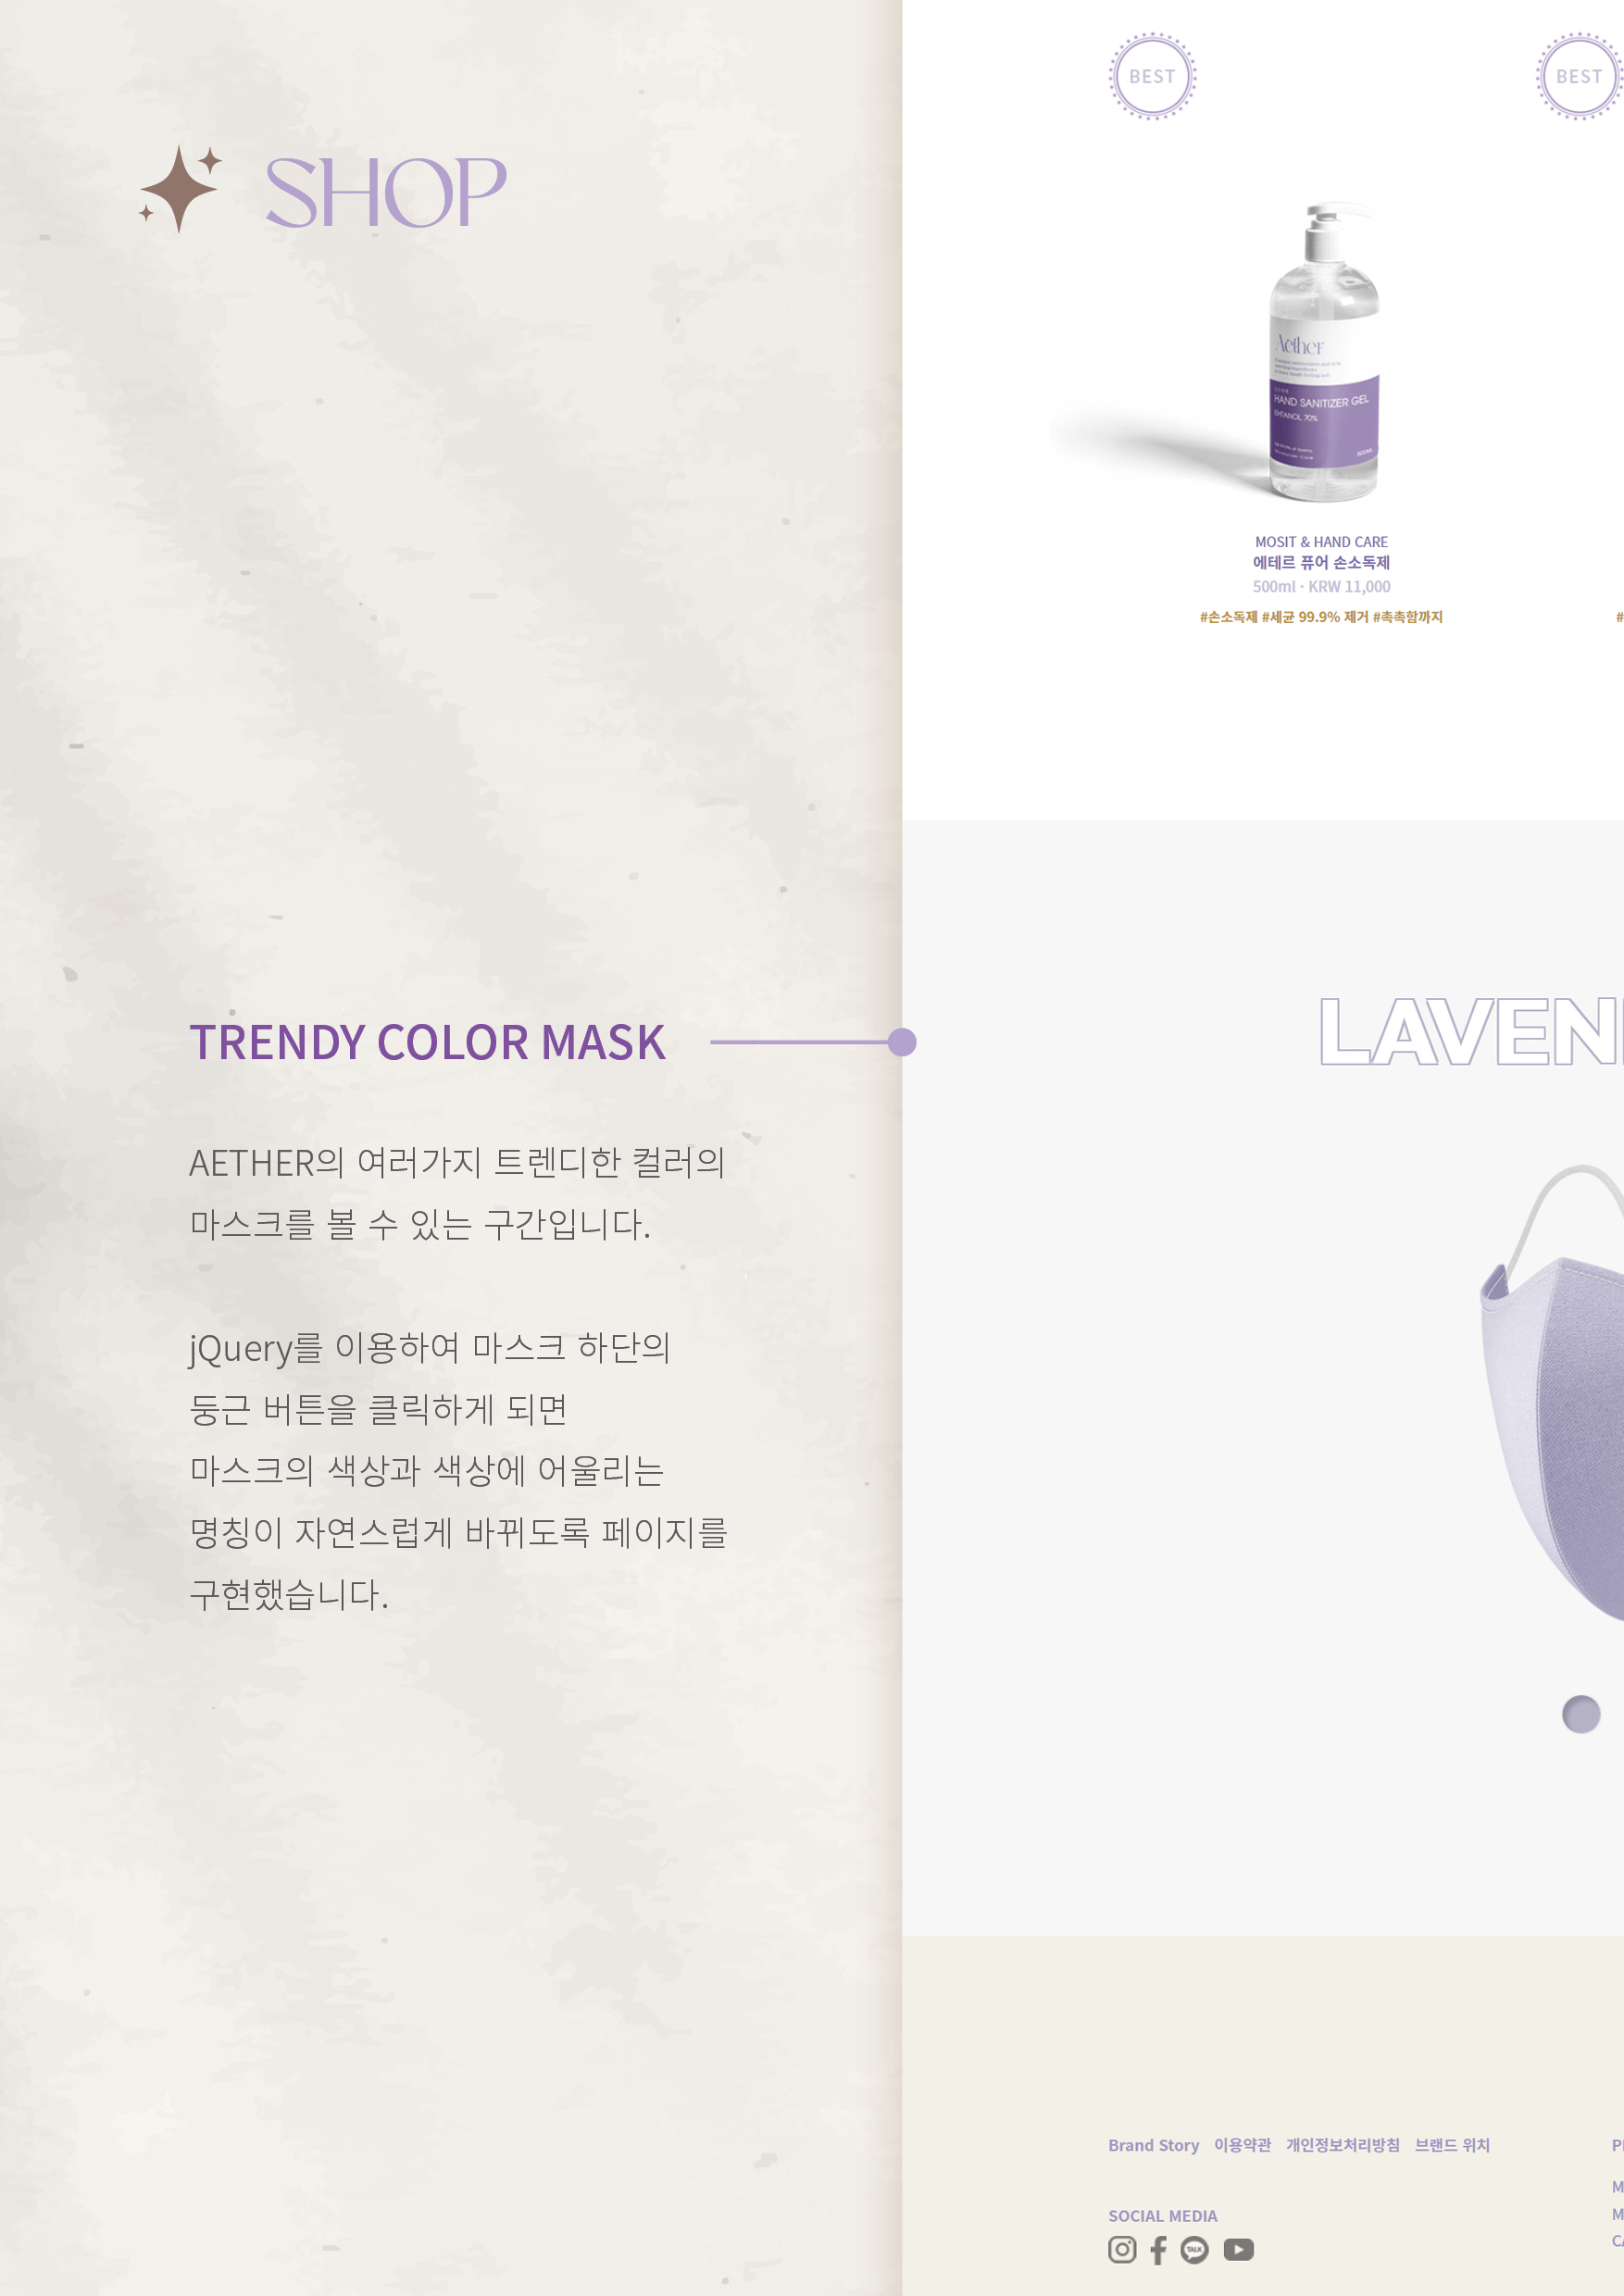 SHOP
TRENDY COLOR MASK
AETHER의 여러가지 트렌디한 컬러의
마스크를 볼 수 있는 구간입니다.
jQuery를 이용하여 마스크 하단의
둥근 버튼을 클릭하게 되면
마스크의 색상과 색상에 어울리는
명칭이 자연스럽게 바뀌도록 페이지를
구현했습니다.
BEST
BEST
Aether
HAND SANITIZER GEL
EHTANOL 70%
500ML
MOSIT & HAND CARE
에테르 퓨어 손소독제
500ml · KRW 11,000
#손소독제 #세균 99.9% 제거 #촉촉함까지
#
LAVEN
Brand Story 이용약관 개인정보처리방침 브랜드 위치
SOCIAL MEDIA
TALK